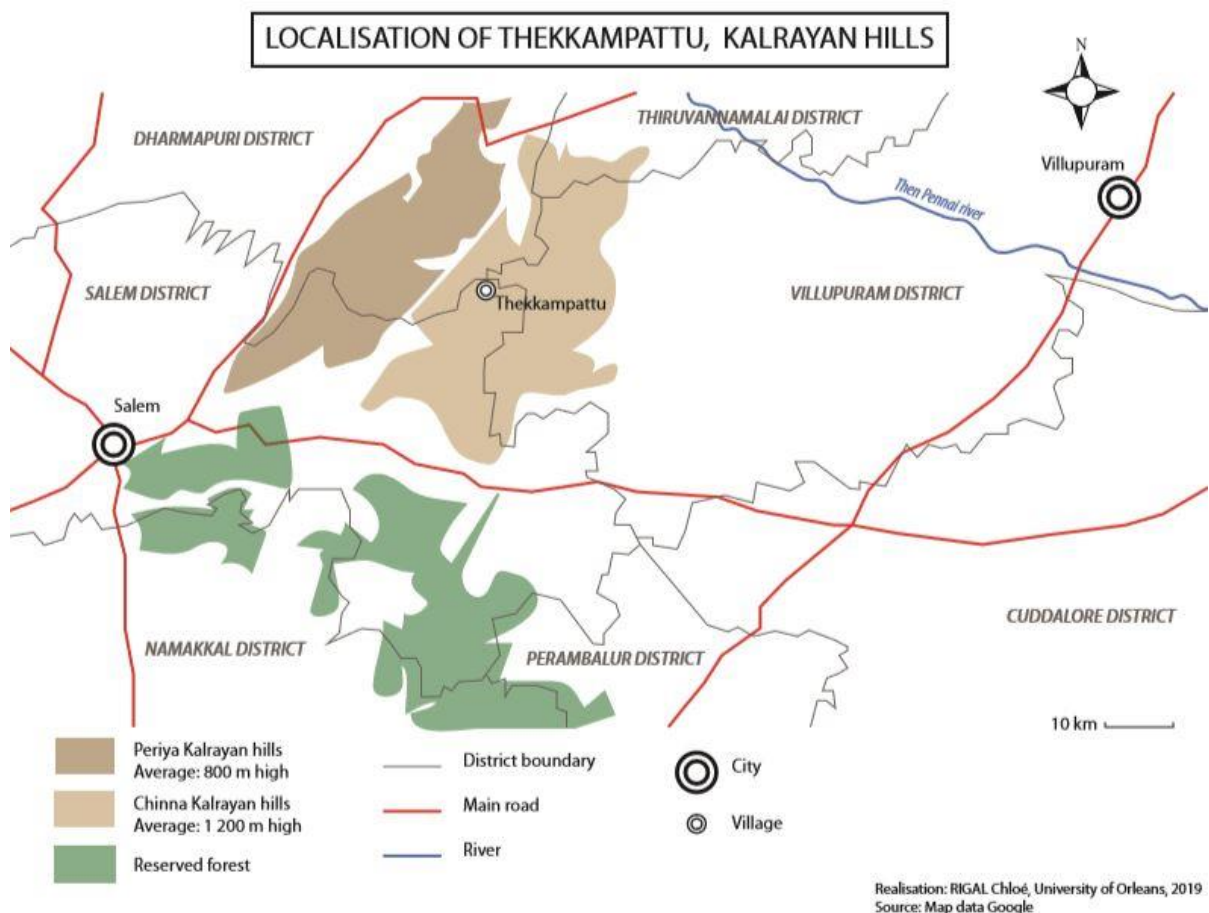 LOCALISATION OF THEKKAMPATTU, KALRAYAN HILLS
N
DHARMAPURI DISTRICT
THIRUVANNAMALAI DISTRICT
Villupuram
Then Pennai river
SALEM DISTRICT
Thekkampattu
VILLUPURAM DISTRICT
Salem
NAMAKKAL DISTRICT
PERAMBALUR DISTRICT
CUDDALORE DISTRICT
10 km
Periya Kalrayan hills
Average: 800 m high
Chinna Kalrayan hills
Average: 1 200 m high
Reserved forest
District boundary
Main road
River
City
Village
Realisation: RIGAL Chloé, University of Orleans, 2019
Source: Map data Google